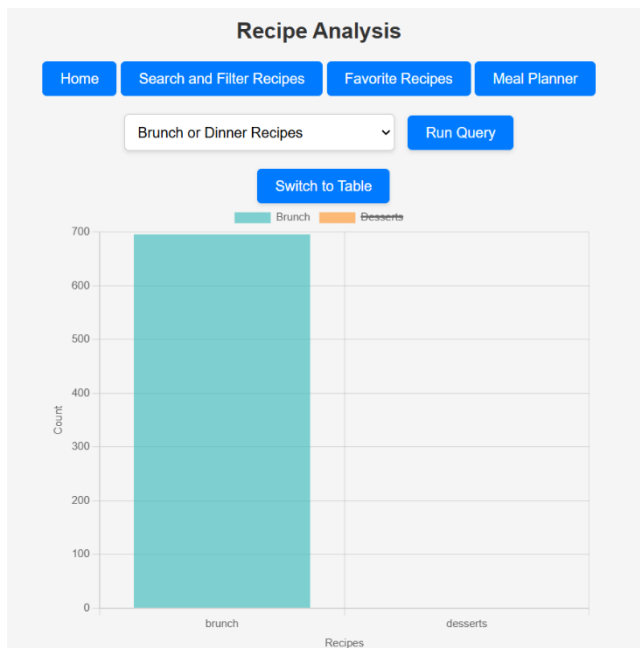 Recipe Analysis
Home Search and Filter Recipes Favorite Recipes Meal Planner
Brunch or Dinner Recipes Run Query
Switch to Table
Brunch Desserts
700
600
500
400
300
200
100
0
Count
brunch desserts
Recipes